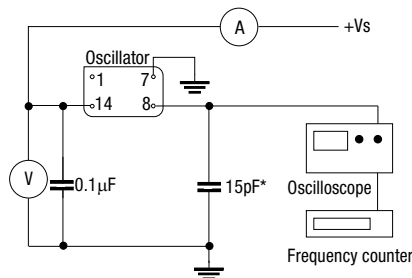 A
+Vs
Oscillator
1 7
14 8
V
0.1µF
15pF*
Oscilloscope
Frequency counter